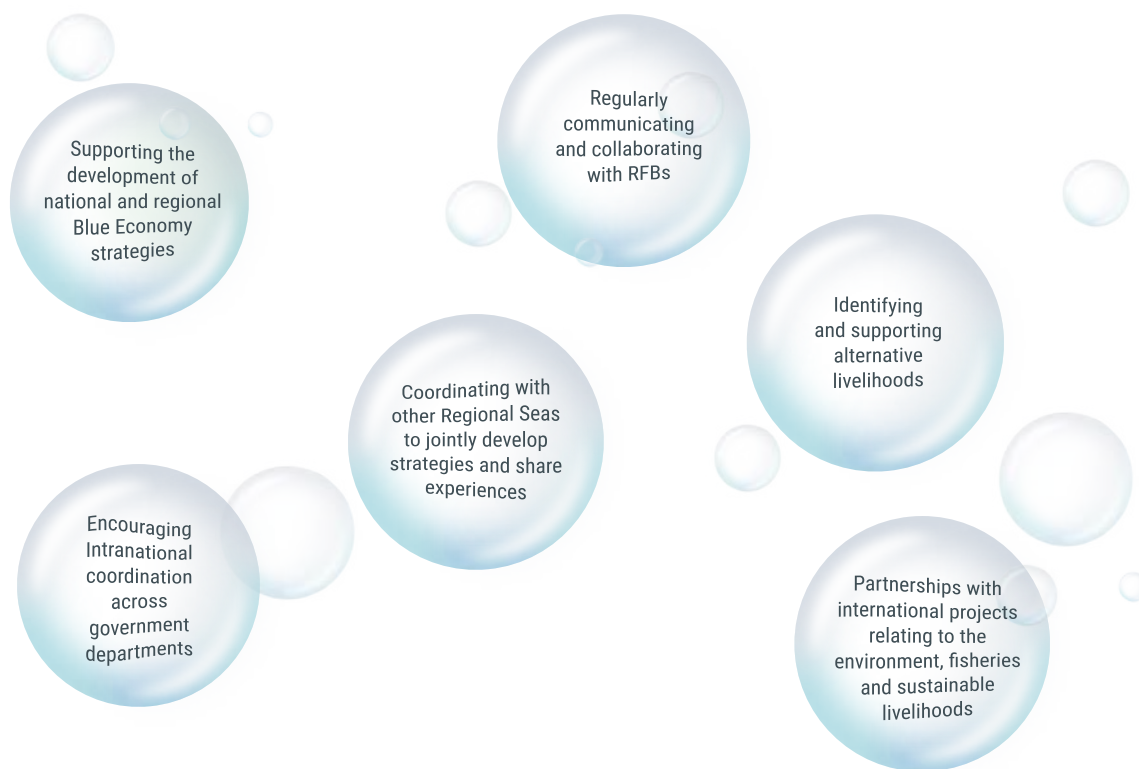 Supporting the
development of
national and regional
Blue Economy
strategies
Regularly
communicating
and collaborating
with RFBs
Identifying
and supporting
alternative
livelihoods
Coordinating with
other Regional Seas
to jointly develop
strategies and share
experiences
Encouraging
Intranational
coordination
across
government
departments
Partnerships with
international projects
relating to the
environment, fisheries
and sustainable
livelihoods